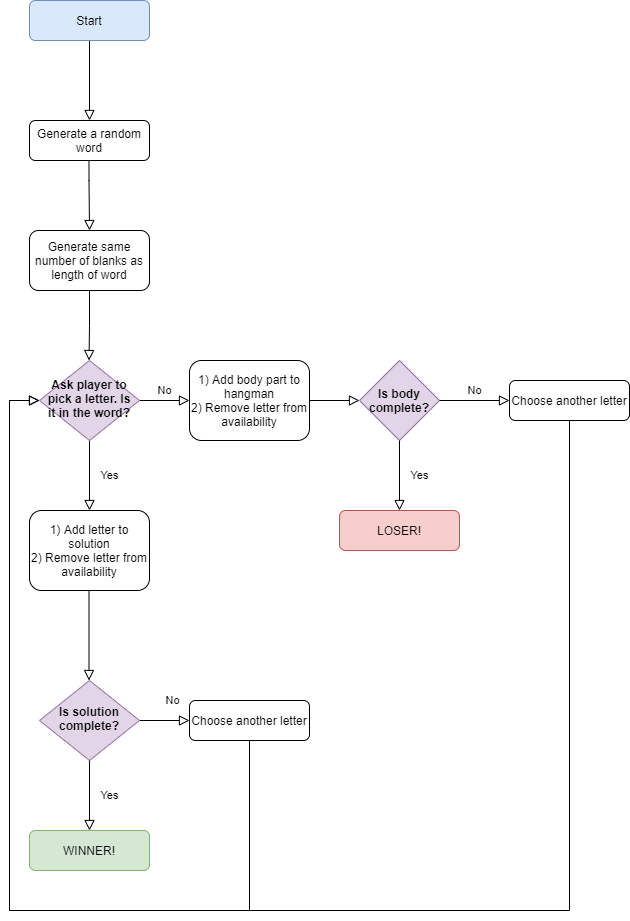 Start
Generate a random
word
Generate same
number of blanks as
length of word
Ask player to
pick a letter. Is
it in the word?
No
1) Add body part to
hangman
2) Remove letter from
availability
Is body
complete?
No
Choose another letter
Yes
Yes
1) Add letter to
solution
2) Remove letter from
availability
LOSER!
Is solution
complete?
No
Choose another letter
Yes
WINNER!